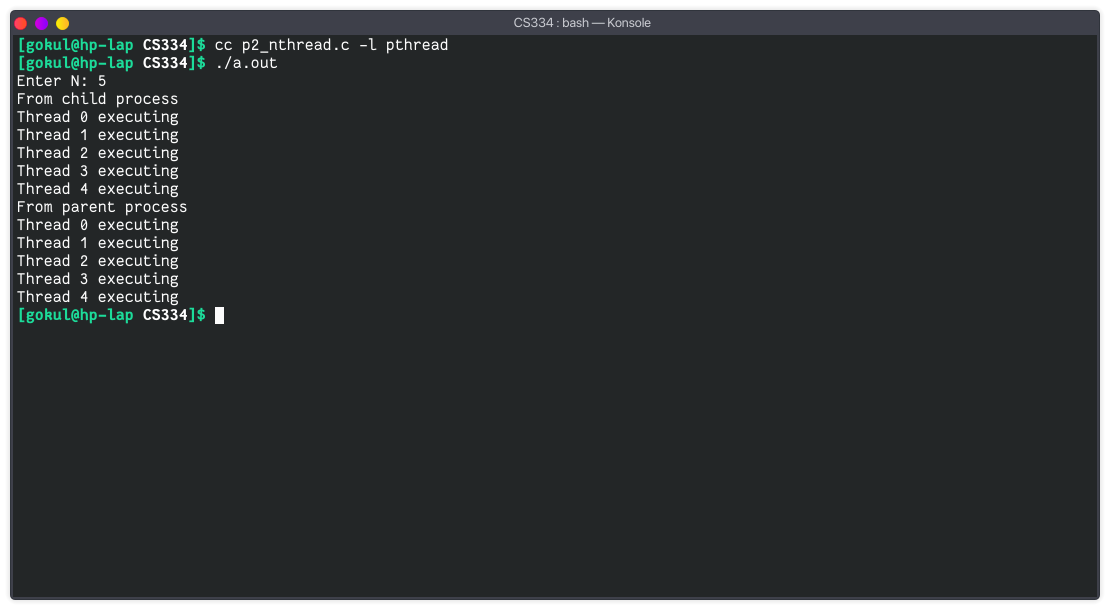 CS334 : bash — Konsole
[gokul@hp-lap CS334]$ cc p2_nthread.c -l pthread
[gokul@hp-lap CS334]$ ./a.out
Enter N: 5
From child process
Thread 0 executing
Thread 1 executing
Thread 2 executing
Thread 3 executing
Thread 4 executing
From parent process
Thread 0 executing
Thread 1 executing
Thread 2 executing
Thread 3 executing
Thread 4 executing
[gokul@hp-lap CS334]$